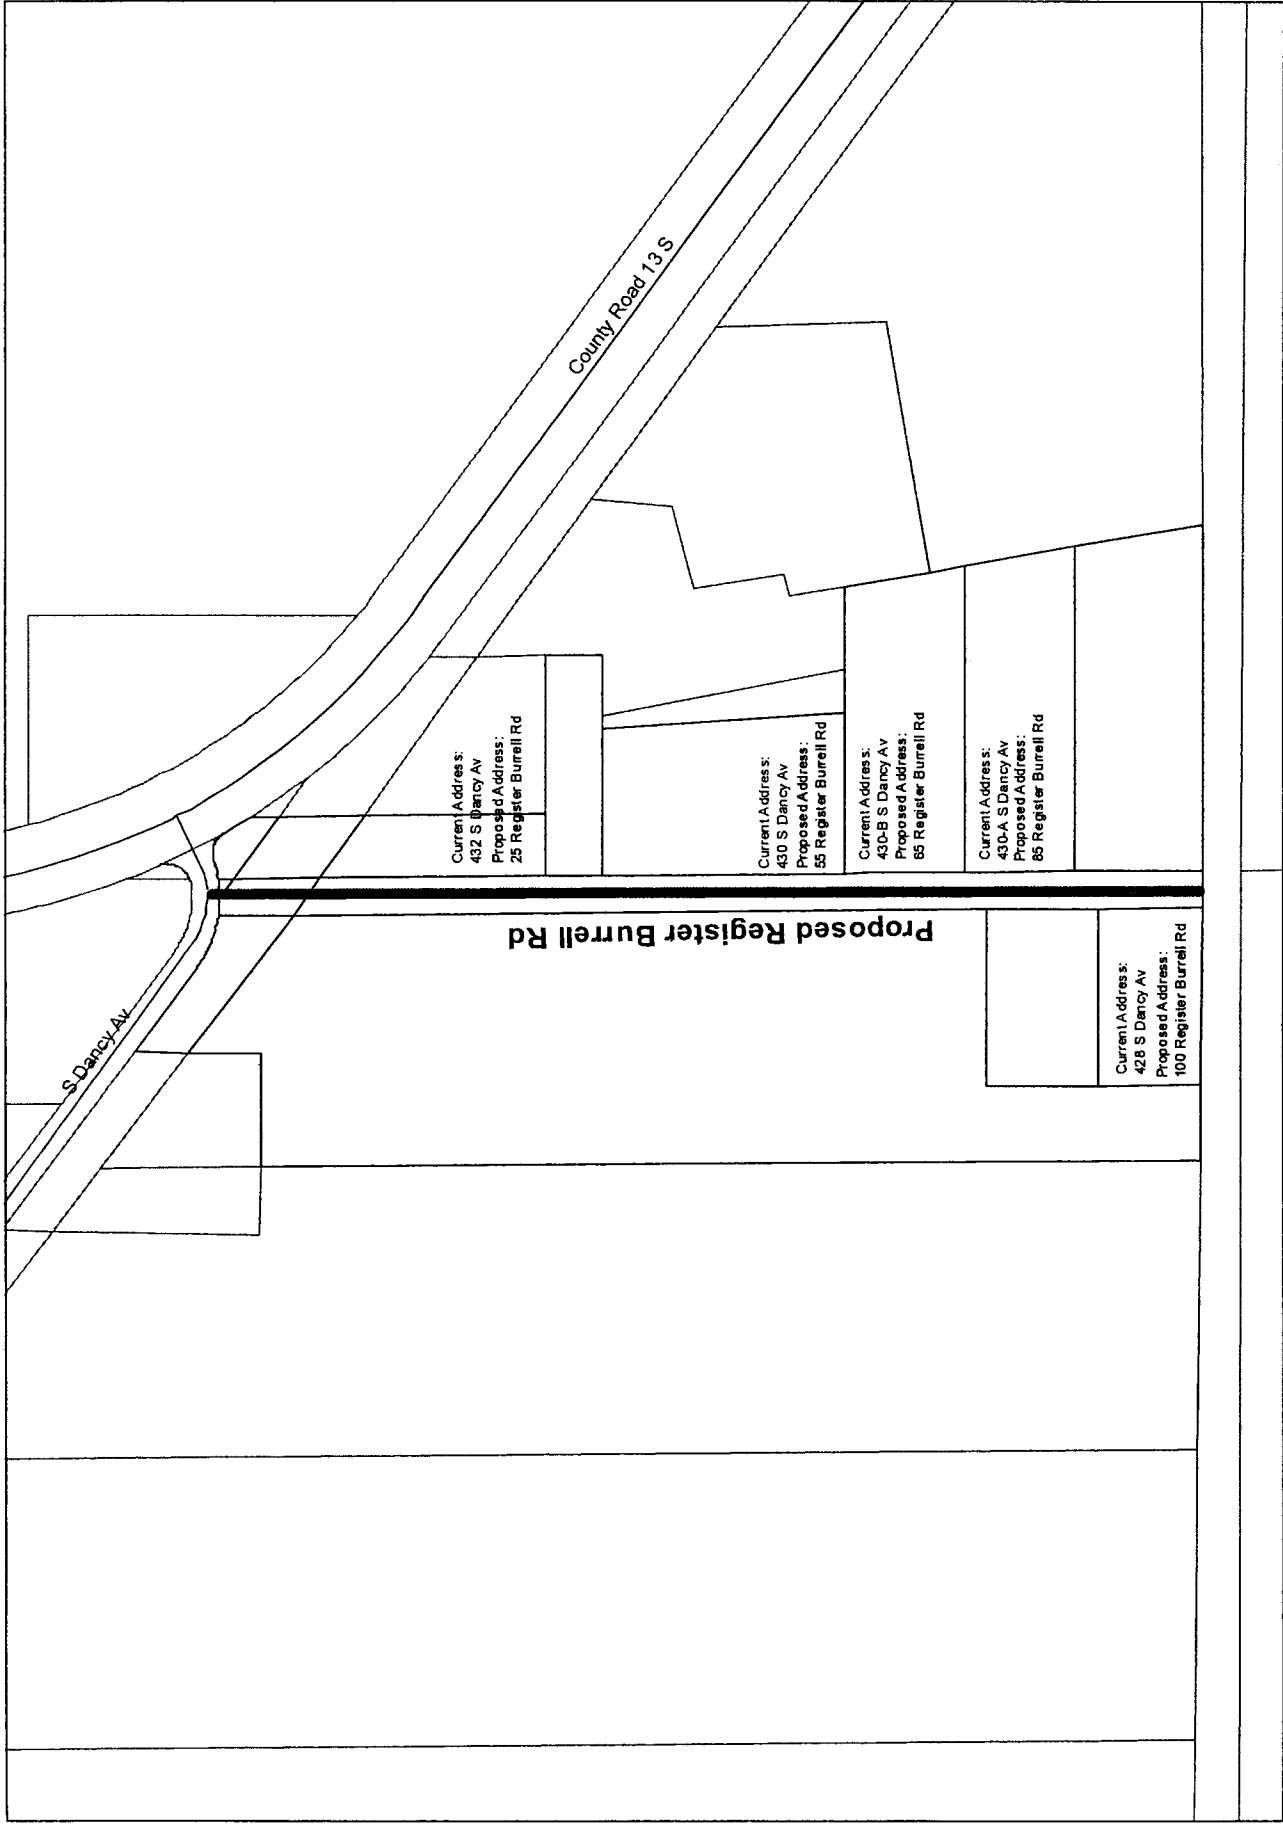 S Dancy Av
County Road 13 S
Current Address:
432 S Dancy Av
Proposed Address:
25 Register Burrell Rd
Current Address:
430 S Dancy Av
Proposed Address:
55 Register Burrell Rd
Current Address:
430-B S Dancy Av
Proposed Address:
65 Register Burrell Rd
Current Address:
430-A S Dancy Av
Proposed Address:
85 Register Burrell Rd
Proposed Register Burrell Rd
Current Address:
428 S Dancy Av
Proposed Address:
100 Register Burrell Rd